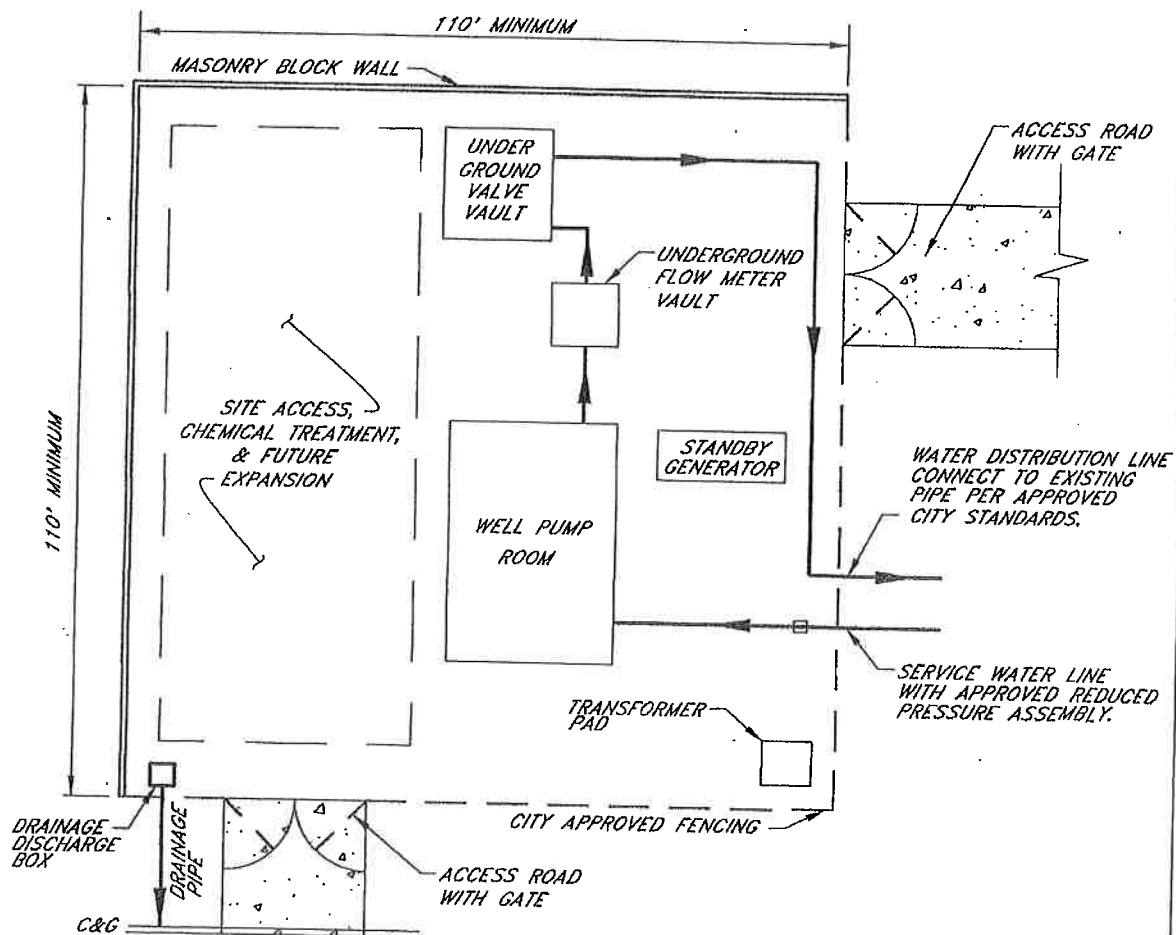 110' MINIMUM
MASONRY BLOCK WALL
UNDER
GROUND
VALVE
VAULT
ACCESS ROAD
WITH GATE
UNDERGROUND
FLOW METER
VAULT
110' MINIMUM
SITE ACCESS,
CHEMICAL TREATMENT,
& FUTURE
EXPANSION
STANDBY
GENERATOR
WATER DISTRIBUTION LINE
CONNECT TO EXISTING
PIPE PER APPROVED
CITY STANDARDS.
WELL PUMP
ROOM
SERVICE WATER LINE
WITH APPROVED REDUCED
PRESSURE ASSEMBLY.
TRANSFORMER
PAD
DRAINAGE
DISCHARGE
BOX
DRAINAGE
PIPE
CITY APPROVED FENCING
ACCESS ROAD
WITH GATE
C&G